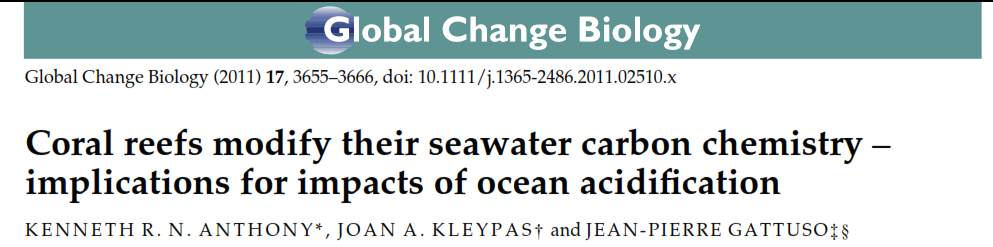 Global Change Biology
Global Change Biology (2011) 17, 3655–3666, doi: 10.1111/j.1365-2486.2011.02510.x
Coral reefs modify their seawater carbon chemistry –
implications for impacts of ocean acidification
KENNETH R. N. ANTHONY*, JOAN A. KLEYPAS† and JEAN-PIERRE GATTUSO‡§